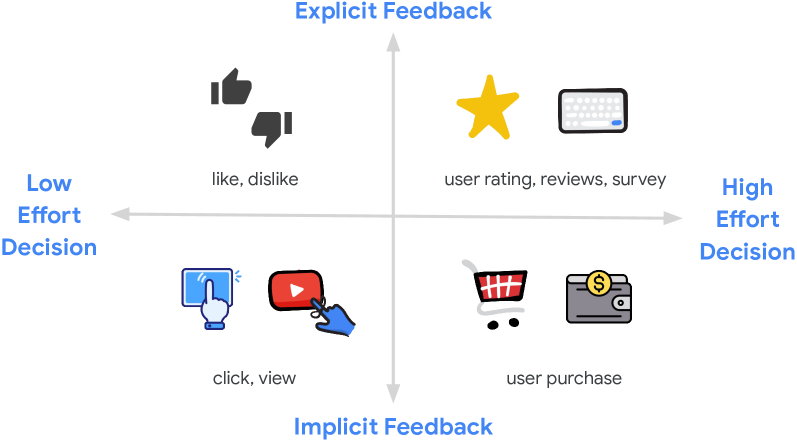 Explicit Feedback
like, dislike
user rating, reviews, survey
Low
Effort
Decision
High
Effort
Decision
$
click, view
user purchase
Implicit Feedback